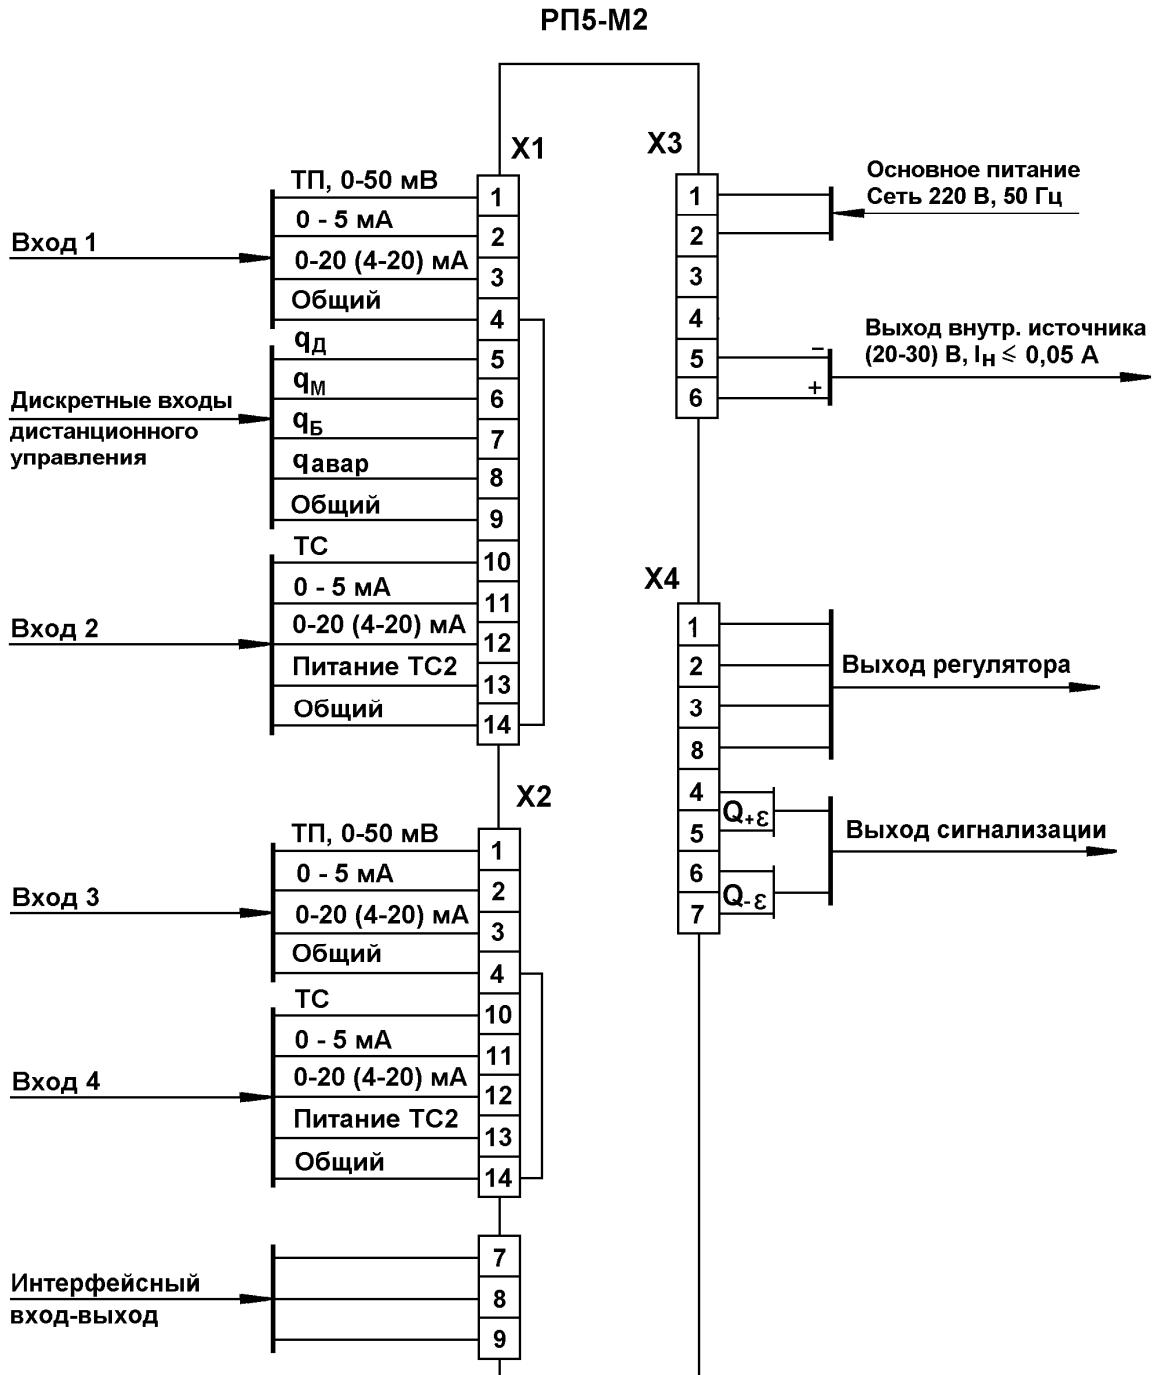 РП5-М2
X1
ТП, 0-50 мВ
1
0 - 5 мА
2
Вход 1
0-20 (4-20) мА
3
Общий
4
qД
5
qМ
6
Дискретные входы
дистанционного
управления
qБ
7
qавар
8
Общий
9
ТС
10
0 - 5 мА
11
Вход 2
0-20 (4-20) мА
12
Питание ТС2
13
Общий
14
X2
ТП, 0-50 мВ
1
0 - 5 мА
2
Вход 3
0-20 (4-20) мА
3
Общий
4
ТС
10
0 - 5 мА
11
Вход 4
0-20 (4-20) мА
12
Питание ТС2
13
Общий
14
Интерфейсный
вход-выход
7
8
9
X3
1
2
3
4
5
6
Основное питание
Сеть 220 В, 50 Гц
Выход внутр. источника
(20-30) В, IН ⩽ 0,05 А
–
+
X4
1
2
3
8
4
5
6
7
Выход регулятора
Q+ε
Q-ε
Выход сигнализации